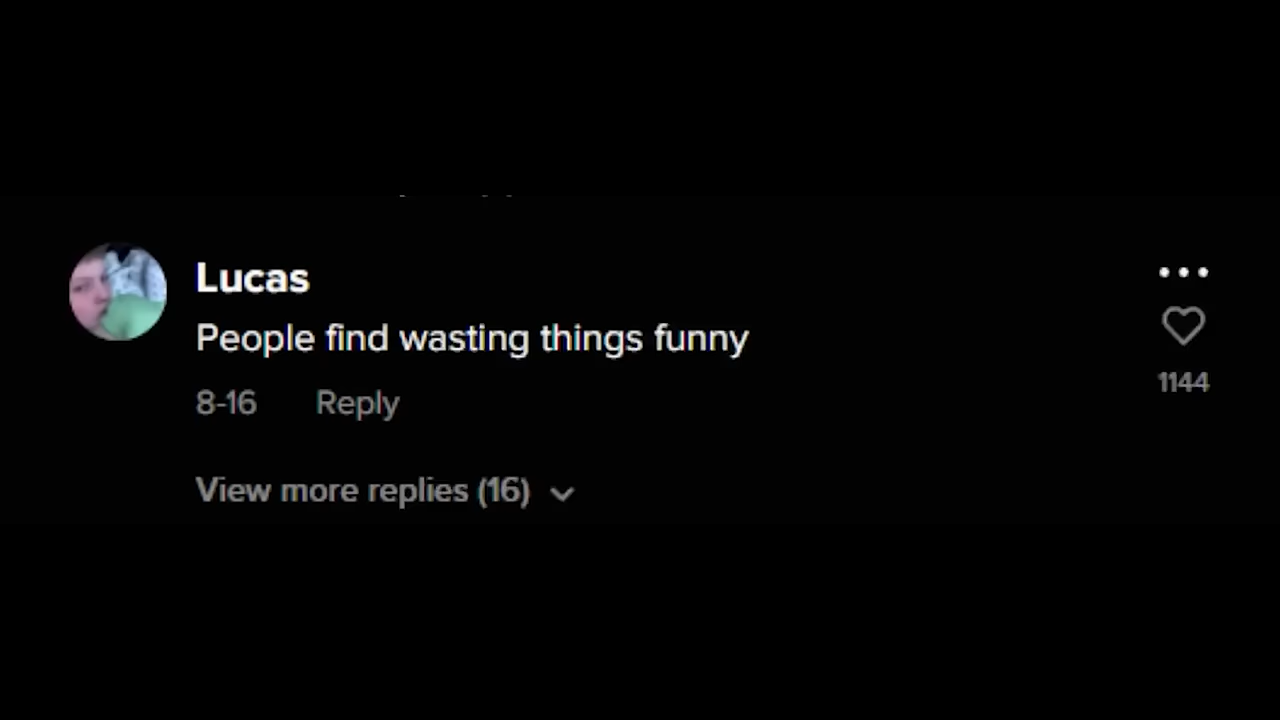 Lucas
People find wasting things funny
8-16 Reply
1144
View more replies (16)